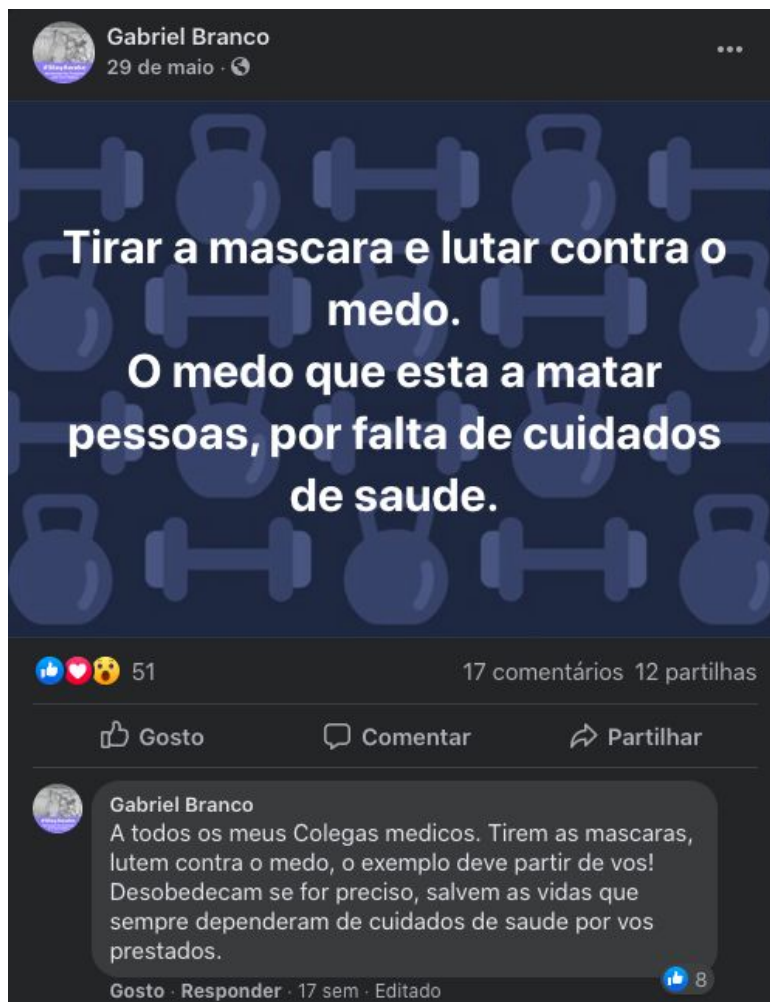 Gabriel Branco
29 de maio ·
Tirar a mascara e lutar contra o
medo.
O medo que esta a matar
pessoas, por falta de cuidados
de saude.
51
17 comentários 12 partilhas
Gosto
Comentar
Partilhar
Gabriel Branco
A todos os meus Colegas medicos. Tirem as mascaras,
lutem contra o medo, o exemplo deve partir de vos!
Desobedecam se for preciso, salvem as vidas que
sempre dependeram de cuidados de saude por vos
prestados.
8
Gosto · Responder · 17 sem · Editado